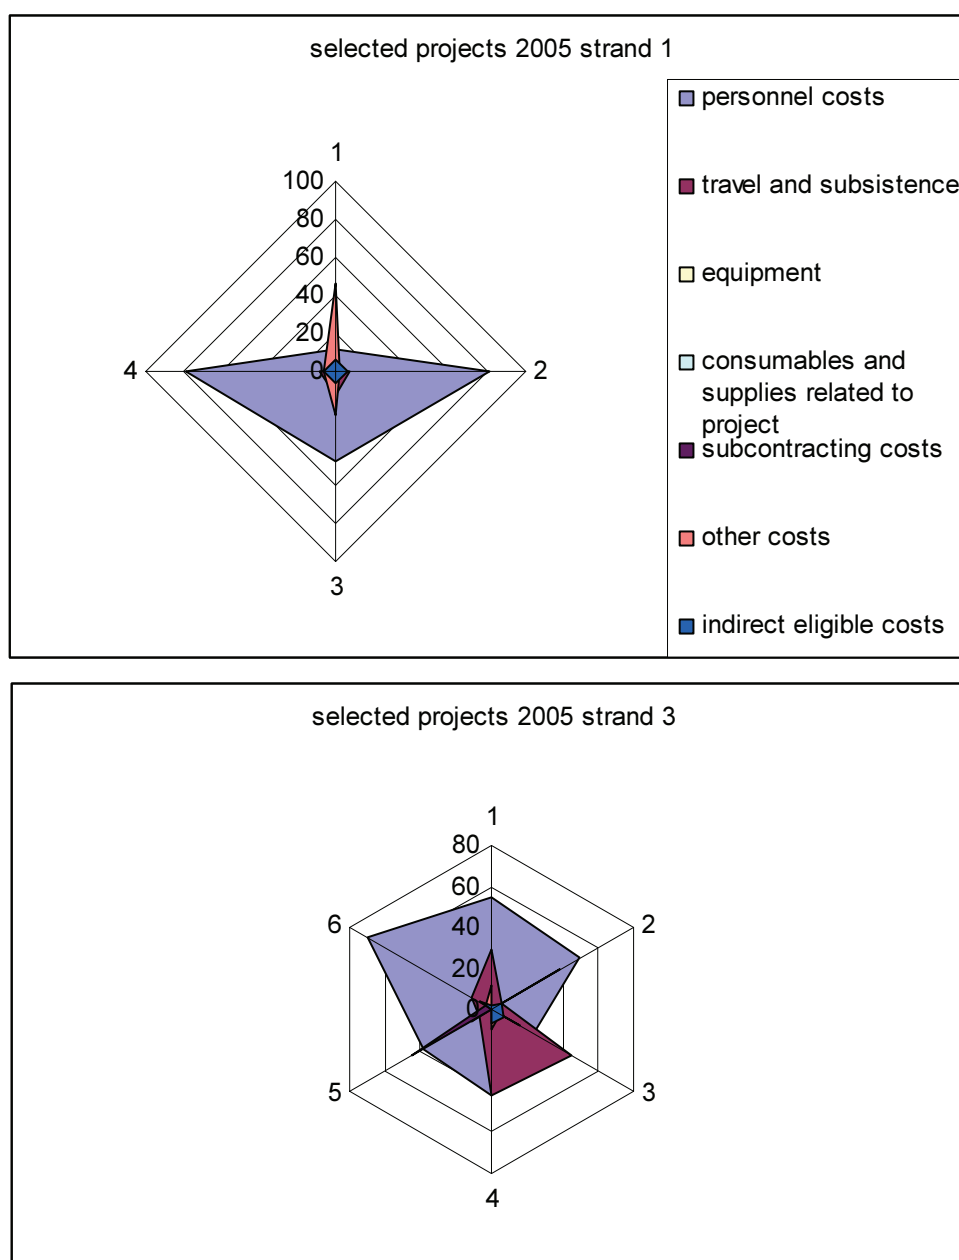 selected projects 2005 strand 1
personnel costs
travel and subsistence
equipment
consumables and
supplies related to
project
subcontracting costs
other costs
indirect eligible costs
1
100
80
60
40
20
0
4
2
3
selected projects 2005 strand 3
1
80
60
40
20
0
6
2
5
3
4